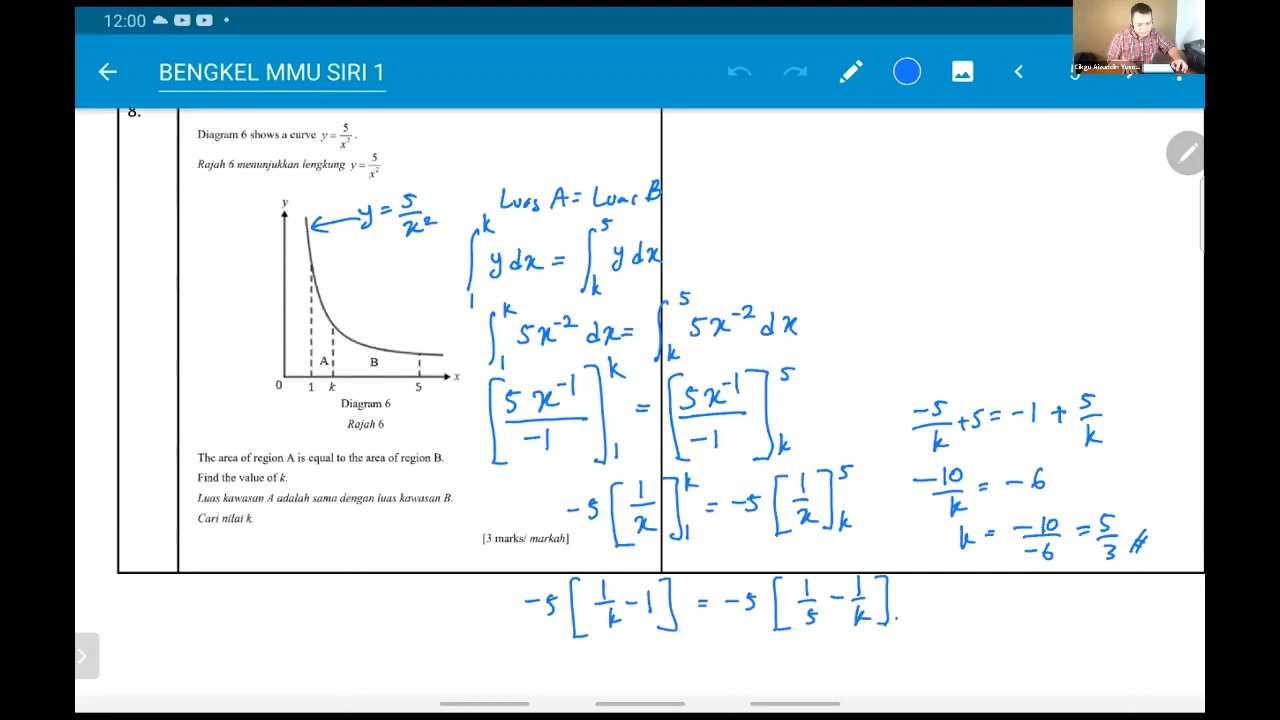 12:00
BENGKEL MMU SIRI 1
8.
Diagram 6 shows a curve y = 5/x².
Rajah 6 menunjukkan lengkung y = 5/x²
y
y = 5/x²
A
B
0 1 k 5 x
Diagram 6
Rajah 6
The area of region A is equal to the area of region B.
Find the value of k.
Luas kawasan A adalah sama dengan luas kawasan B.
Cari nilai k.
[3 marks/ markah]
Luas A = Luas B
∫₁ᵏ y dx = ∫ₖ⁵ y dx
∫₁ᵏ 5x⁻² dx = ∫ₖ⁵ 5x⁻² dx
[5x⁻¹/-1]₁ᵏ = [5x⁻¹/-1]ₖ⁵
-5[1/x]₁ᵏ = -5[1/x]ₖ⁵
-5[1/k - 1] = -5[1/5 - 1/k].
-5/k + 5 = -1 + 5/k
-10/k = -6
k = -10/-6 = 5/3 #